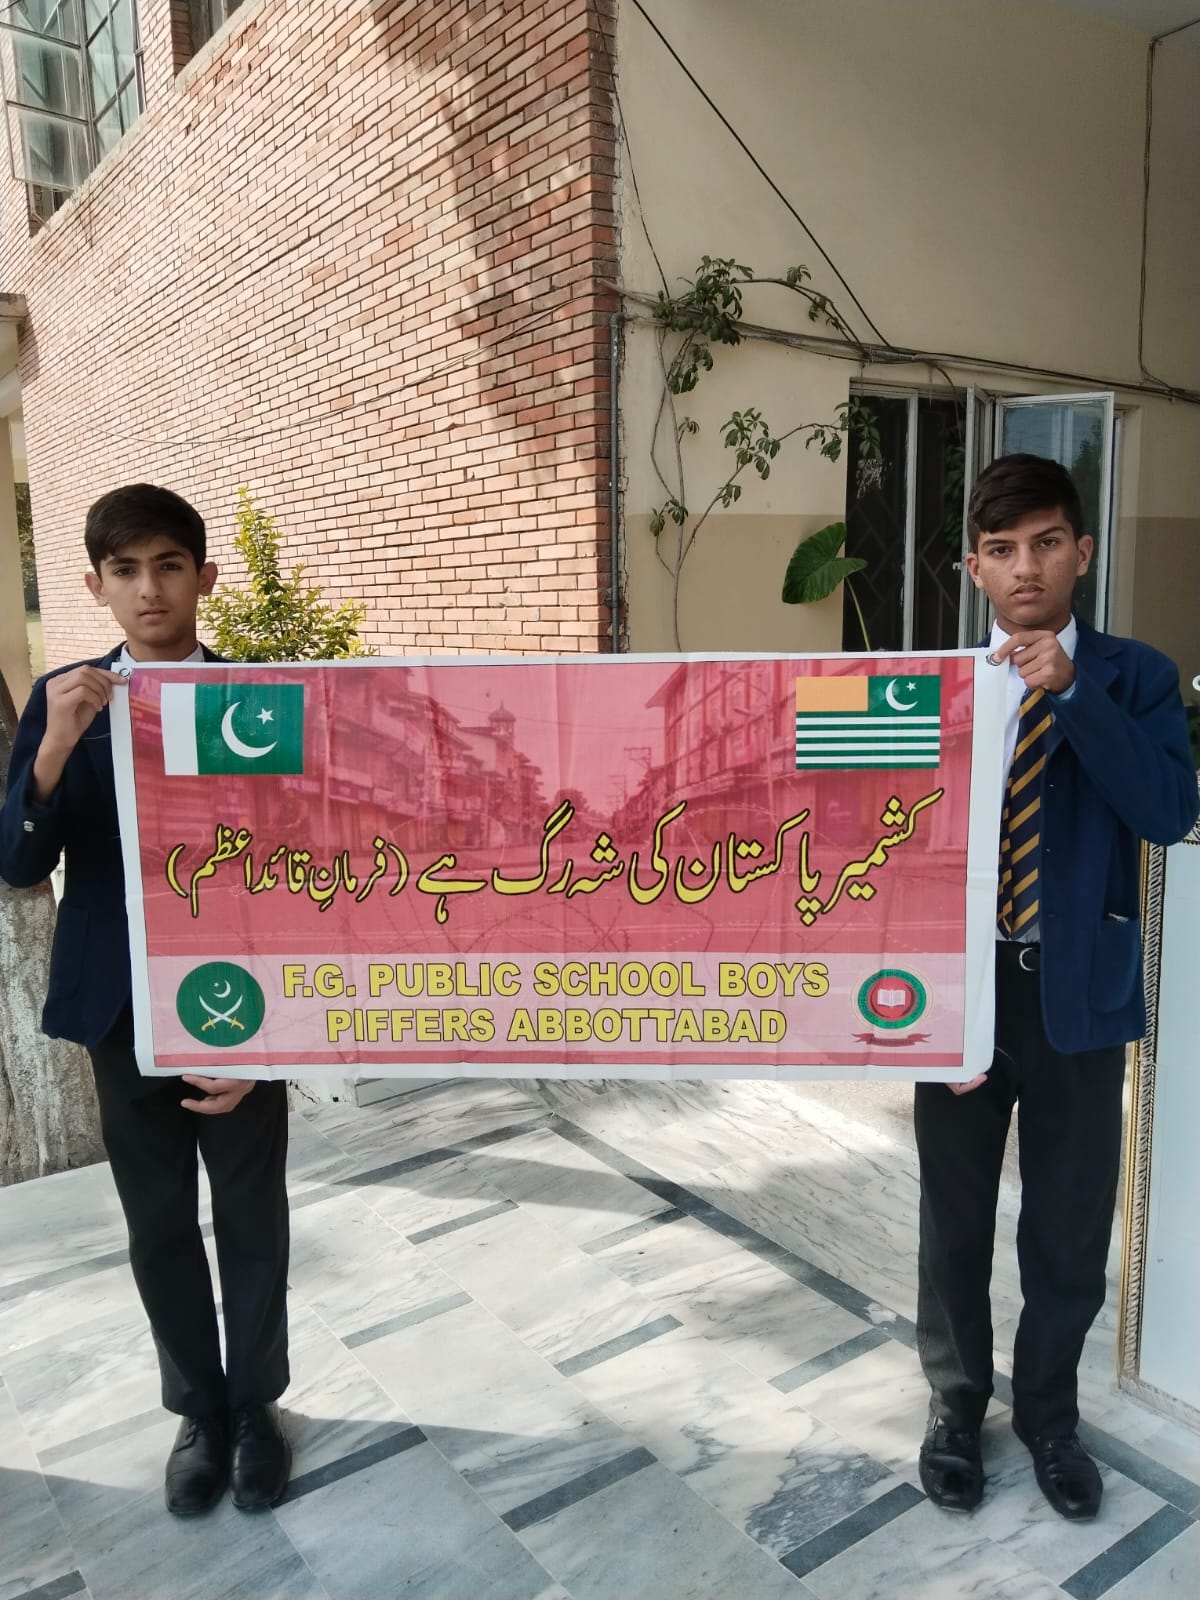 کشمیر پاکستان کی شہ رگ ہے (فرمانِ قائداعظم)
F.G. PUBLIC SCHOOL BOYS
PIFFERS ABBOTTABAD